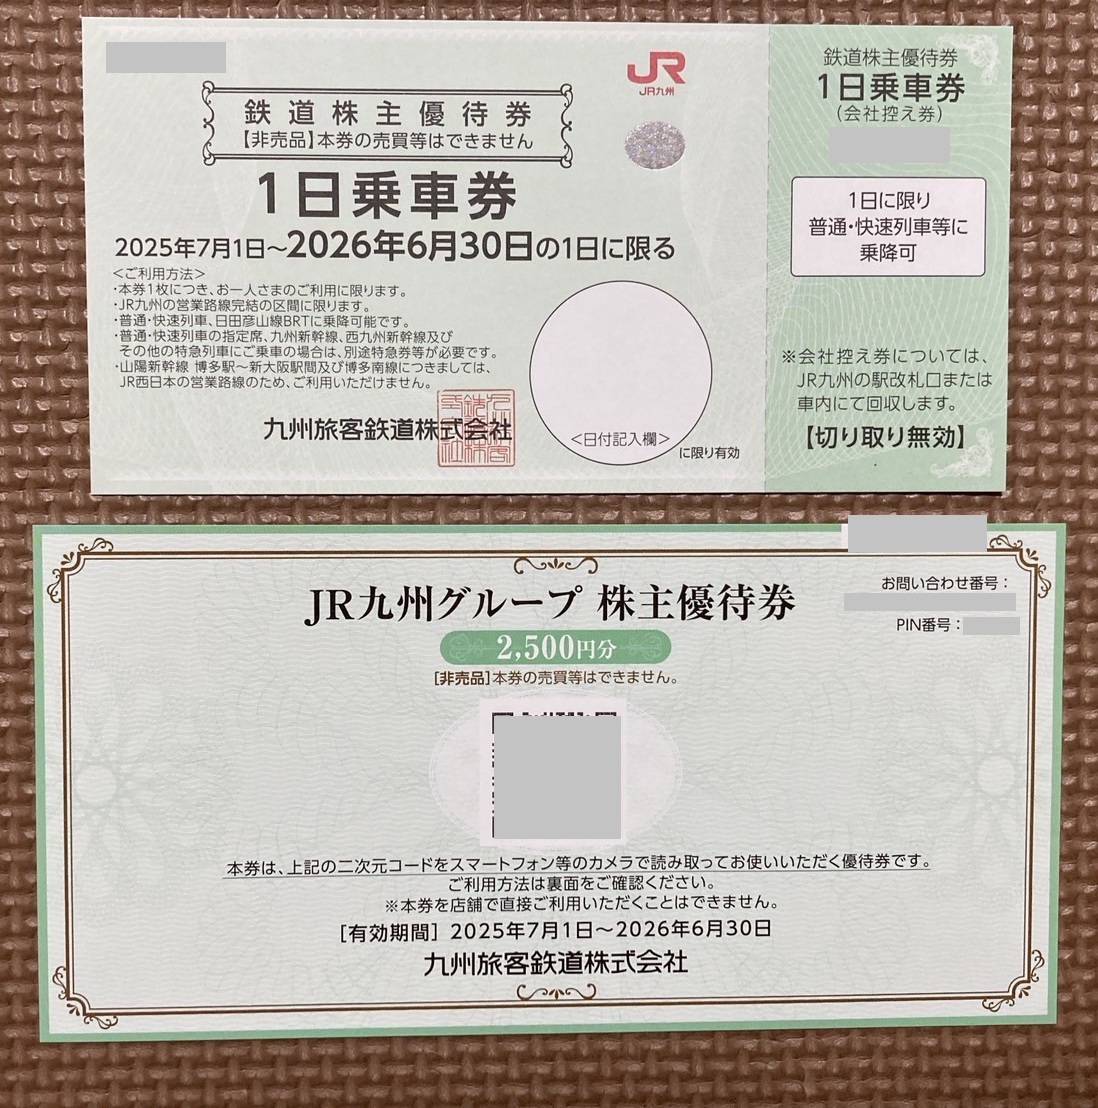 鉄道株主優待券
【非売品】本券の売買等はできません
JR
JR九州
1日乗車券
2025年7月1日~2026年6月30日の1日に限る
<ご利用方法>
・本券1枚につき、お一人さまのご利用に限ります。
・JR九州の営業路線完結の区間に限ります。
・普通・快速列車、日田彦山線BRTに乗降可能です。
・普通・快速列車の指定席、九州新幹線、西九州新幹線及び
その他の特急列車にご乗車の場合は、別途特急券等が必要です。
・山陽新幹線 博多駅~新大阪駅間及び博多南線につきましては、
JR西日本の営業路線のため、ご利用いただけません。
九州旅客鉄道株式会社
<日付記入欄>
に限り有効
鉄道株主優待券
1日乗車券
(会社控え券)
1日に限り
普通・快速列車等に
乗降可
※会社控え券については、
JR九州の駅改札口または
車内にて回収します。
【切り取り無効】
お問い合わせ番号:
PIN番号:
JR九州グループ 株主優待券
2,500円分
[非売品]本券の売買等はできません。
本券は、上記の二次元コードをスマートフォン等のカメラで読み取ってお使いいただく優待券です。
ご利用方法は裏面をご確認ください。
※本券を店舗で直接ご利用いただくことはできません。
[有効期間] 2025年7月1日~2026年6月30日
九州旅客鉄道株式会社